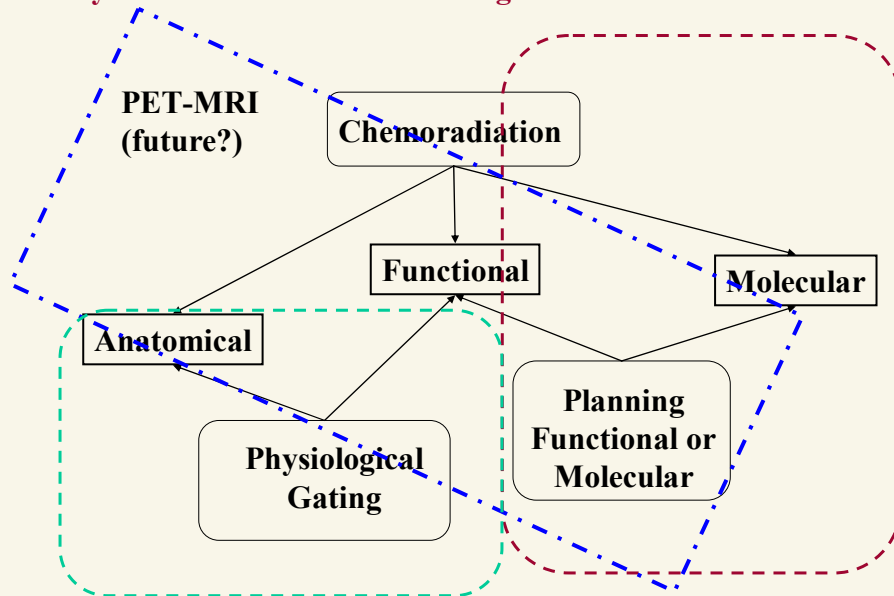 PET-MRI
(future?)
Chemoradiation
Functional
Molecular
Anatomical
Planning
Functional or
Molecular
Physiological
Gating